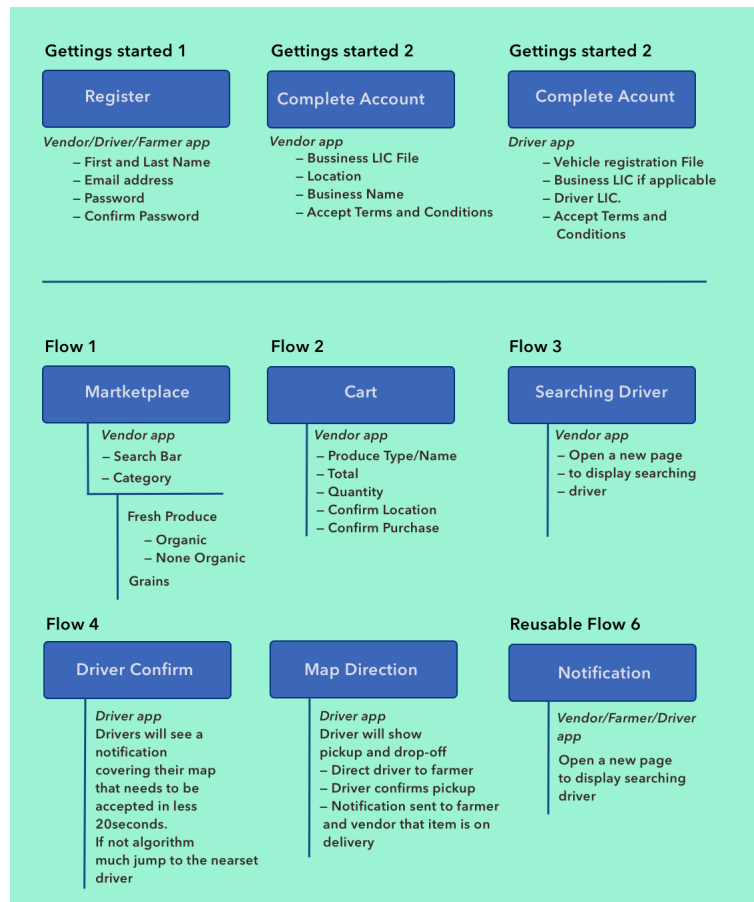 Gettings started 1
Register
Vendor/Driver/Farmer app
– First and Last Name
– Email address
– Password
– Confirm Password
Gettings started 2
Complete Aaccount
Vendor app
– Bussiness LIC File
– Location
– Business Name
– Accept Terms and Conditions
Gettings started 2
Complete Acount
Driver app
– Vehicle registration File
– Business LIC if applicable
– Driver LIC.
– Accept Terms and
Conditions
Flow 1
Martketplace
Vendor app
– Search Bar
– Category
Fresh Produce
– Organic
– None Organic
Grains
Flow 2
Cart
Vendor app
– Produce Type/Name
– Total
– Quantity
– Confirm Location
– Confirm Purchase
Flow 3
Searching Driver
Vendor app
– Open a new page
– to display searching
– driver
Flow 4
Driver Confirm
Driver app
Drivers will see a
notification
covering their map
that needs to be
accepted in less
20seconds.
If not algorithm
much jump to the nearset
driver
Map Direction
Driver app
Driver will show
pickup and drop-off
– Direct driver to farmer
– Driver confirms pickup
– Notification sent to farmer
and vendor that item is on
delivery
Reusable Flow 6
Notification
Vendor/Farmer/Driver
app
Open a new page
to display searching
driver